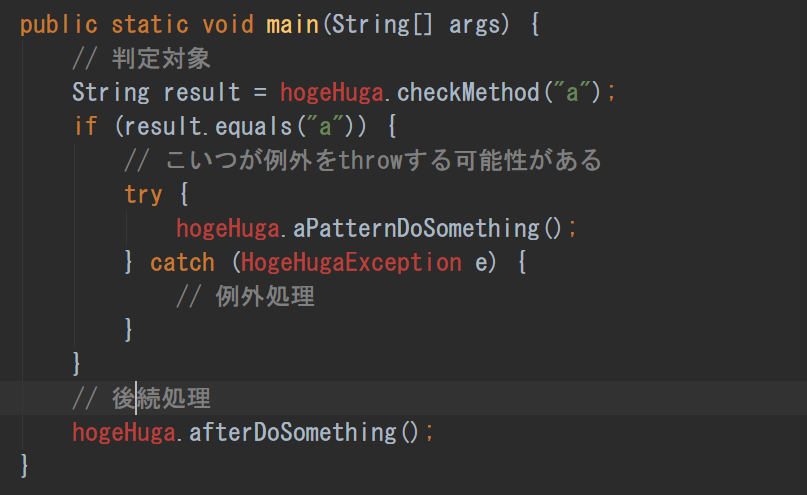 public static void main(String[] args) {
// 判定対象
String result = hogeHuga.checkMethod("a");
if (result.equals("a")) {
// こいつが例外をthrowする可能性がある
try {
hogeHuga.aPatternDoSomething();
} catch (HogeHugaException e) {
// 例外処理
}
}
// 後続処理
hogeHuga.afterDoSomething();
}